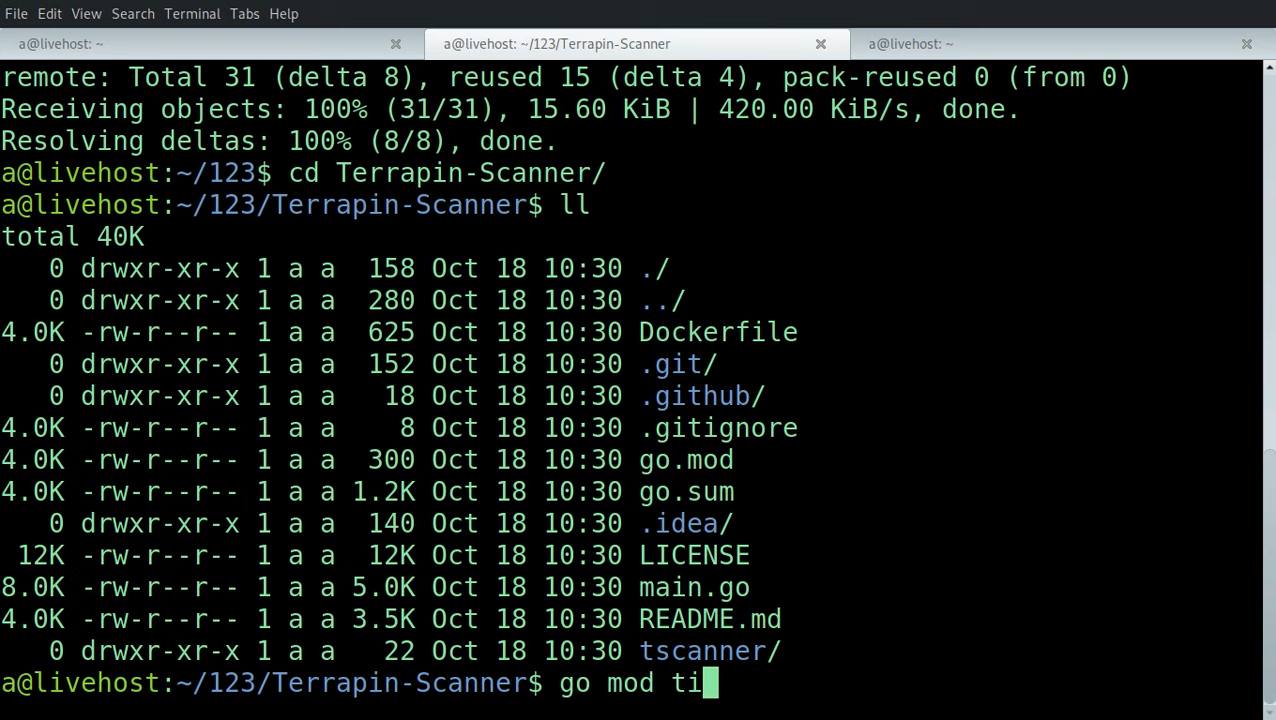 File Edit View Search Terminal Tabs Help
a@livehost: ~ a@livehost: ~/123/Terrapin-Scanner a@livehost: ~
remote: Total 31 (delta 8), reused 15 (delta 4), pack-reused 0 (from 0)
Receiving objects: 100% (31/31), 15.60 KiB | 420.00 KiB/s, done.
Resolving deltas: 100% (8/8), done.
a@livehost:~/123$ cd Terrapin-Scanner/
a@livehost:~/123/Terrapin-Scanner$ ll
total 40K
   0 drwxr-xr-x 1 a a  158 Oct 18 10:30 ./
   0 drwxr-xr-x 1 a a  280 Oct 18 10:30 ../
4.0K -rw-r--r-- 1 a a  625 Oct 18 10:30 Dockerfile
   0 drwxr-xr-x 1 a a  152 Oct 18 10:30 .git/
   0 drwxr-xr-x 1 a a   18 Oct 18 10:30 .github/
4.0K -rw-r--r-- 1 a a    8 Oct 18 10:30 .gitignore
4.0K -rw-r--r-- 1 a a  300 Oct 18 10:30 go.mod
4.0K -rw-r--r-- 1 a a 1.2K Oct 18 10:30 go.sum
   0 drwxr-xr-x 1 a a  140 Oct 18 10:30 .idea/
 12K -rw-r--r-- 1 a a  12K Oct 18 10:30 LICENSE
8.0K -rw-r--r-- 1 a a 5.0K Oct 18 10:30 main.go
4.0K -rw-r--r-- 1 a a 3.5K Oct 18 10:30 README.md
   0 drwxr-xr-x 1 a a   22 Oct 18 10:30 tscanner/
a@livehost:~/123/Terrapin-Scanner$ go mod ti